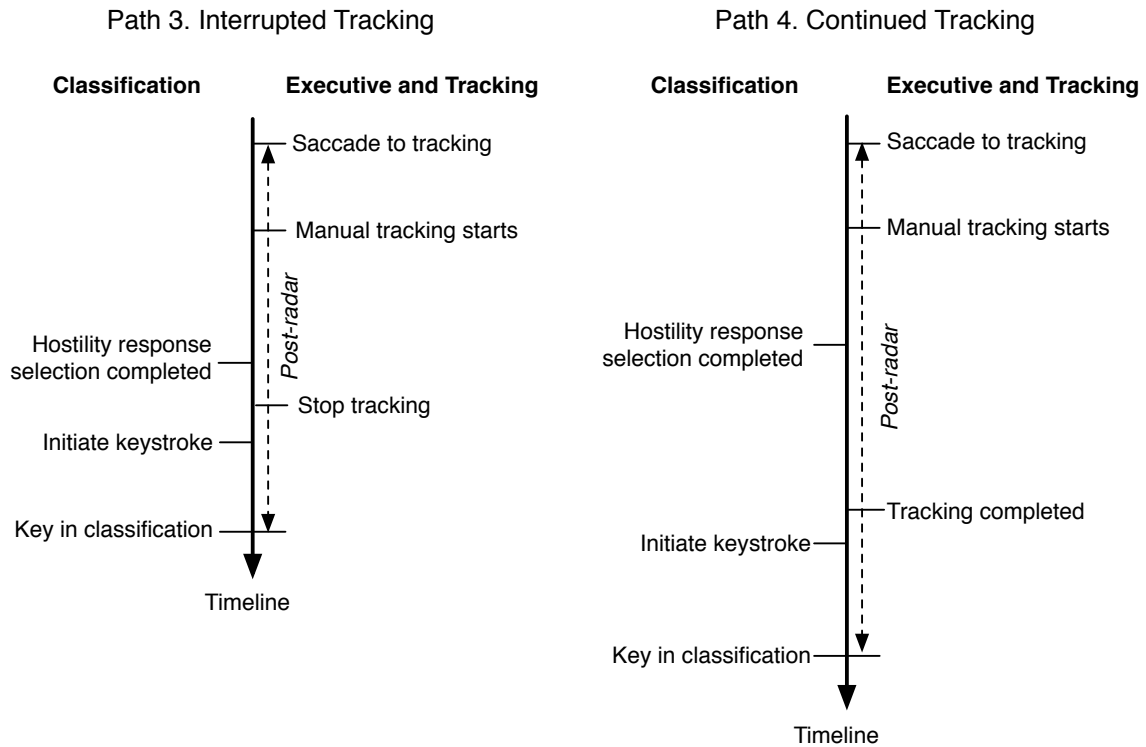 Path 3. Interrupted Tracking
Classification
Executive and Tracking
Saccade to tracking
Manual tracking starts
Post-radar
Hostility response
selection completed
Stop tracking
Initiate keystroke
Key in classification
Timeline
Path 4. Continued Tracking
Classification
Executive and Tracking
Saccade to tracking
Manual tracking starts
Hostility response
selection completed
Post-radar
Tracking completed
Initiate keystroke
Key in classification
Timeline